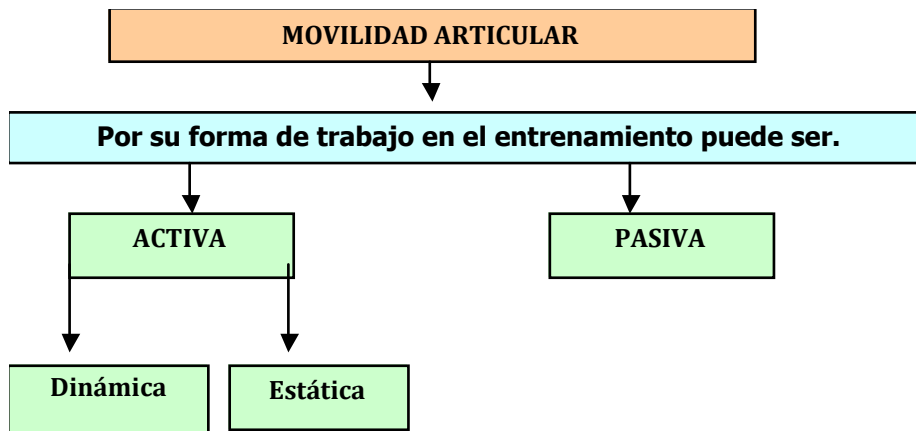 MOVILIDAD ARTICULAR
Por su forma de trabajo en el entrenamiento puede ser.
ACTIVA
PASIVA
Dinámica
Estática